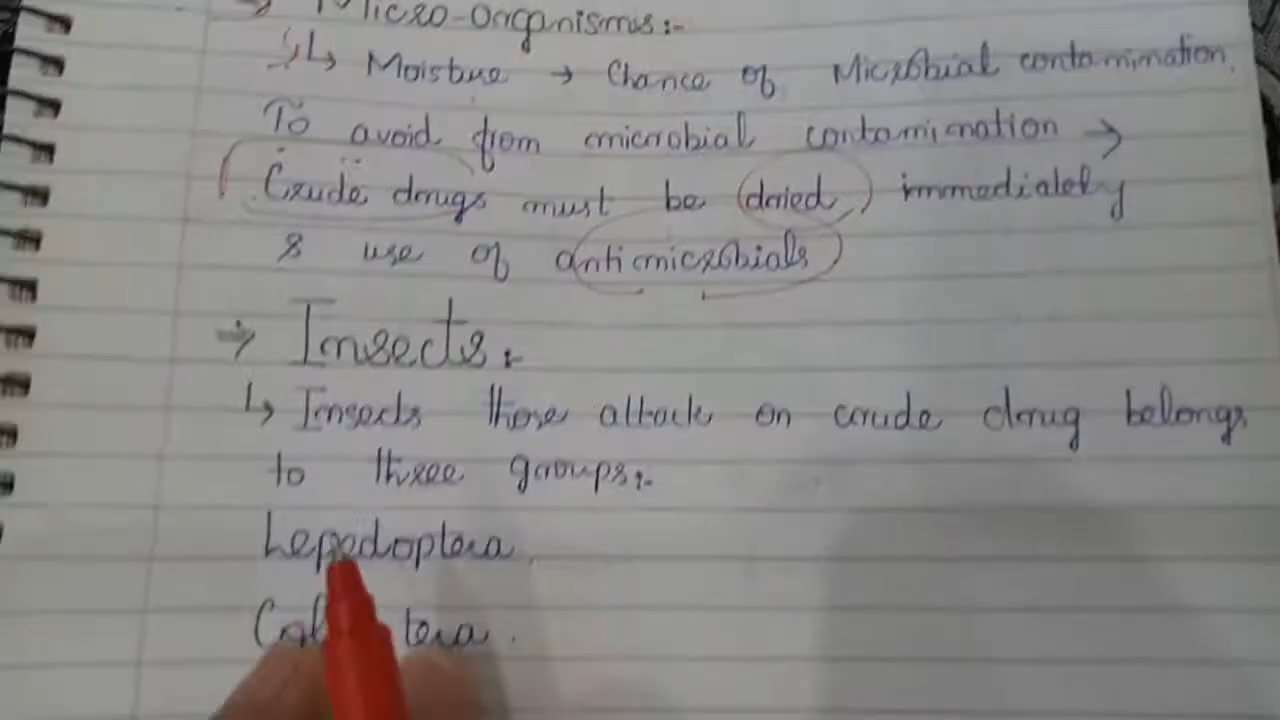 Micro-Organisms:-
↳ Moisture → Chance of Microbial contamination.
To avoid from microbial contamination →
Crude drugs must be dried immediately
& use of antimicrobials
⇒ Insects:-
↳ Insects those attack on crude drug belongs
to three groups:-
Lepedoptera.